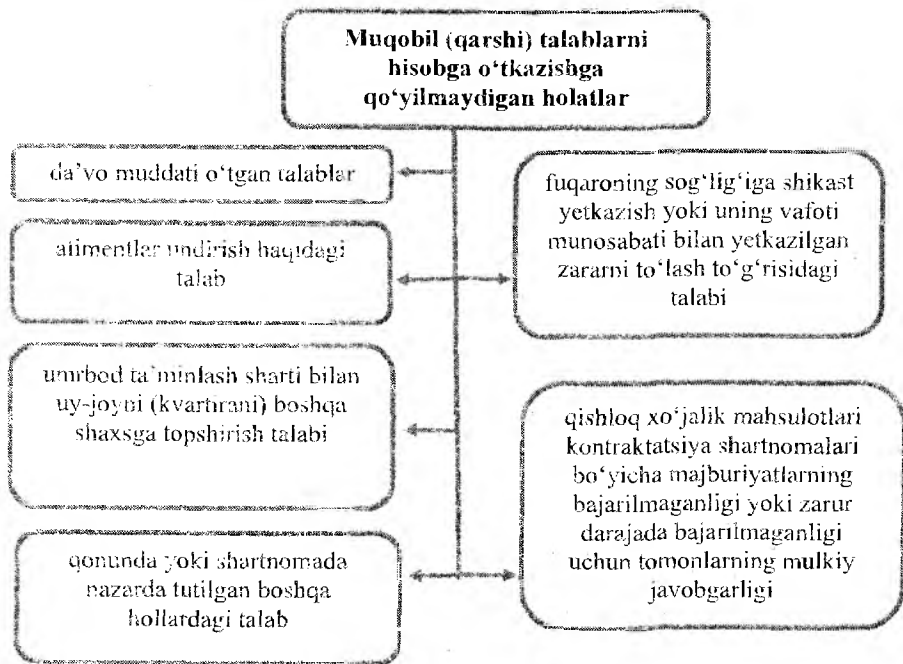 Muqobil (qarshi) talablarni
hisobga o‘tkazishga
qo‘yilmaydigan holatlar
da’vo muddati o‘tgan talablar
alimentlar undirish haqidagi
talab
umrbod ta’minlash sharti bilan
uy-joyni (kvartirani) boshqa
shaxsga topshirish talabi
qonunda yoki shartnomada
nazarda tutilgan boshqa
hollardagi talab
fuqaroning sog‘lig‘iga shikast
yetkazish yoki uning vafoti
munosabati bilan yetkazilgan
zararni to‘lash to‘g‘risidagi
talabi
qishloq xo‘jalik mahsulotlari
kontraktatsiya shartnomalari
bo‘yicha majburiyatlarning
bajarilmaganligi yoki zarur
darajada bajarilmaganligi
uchun tomonlarning mulkiy
javobgarligi